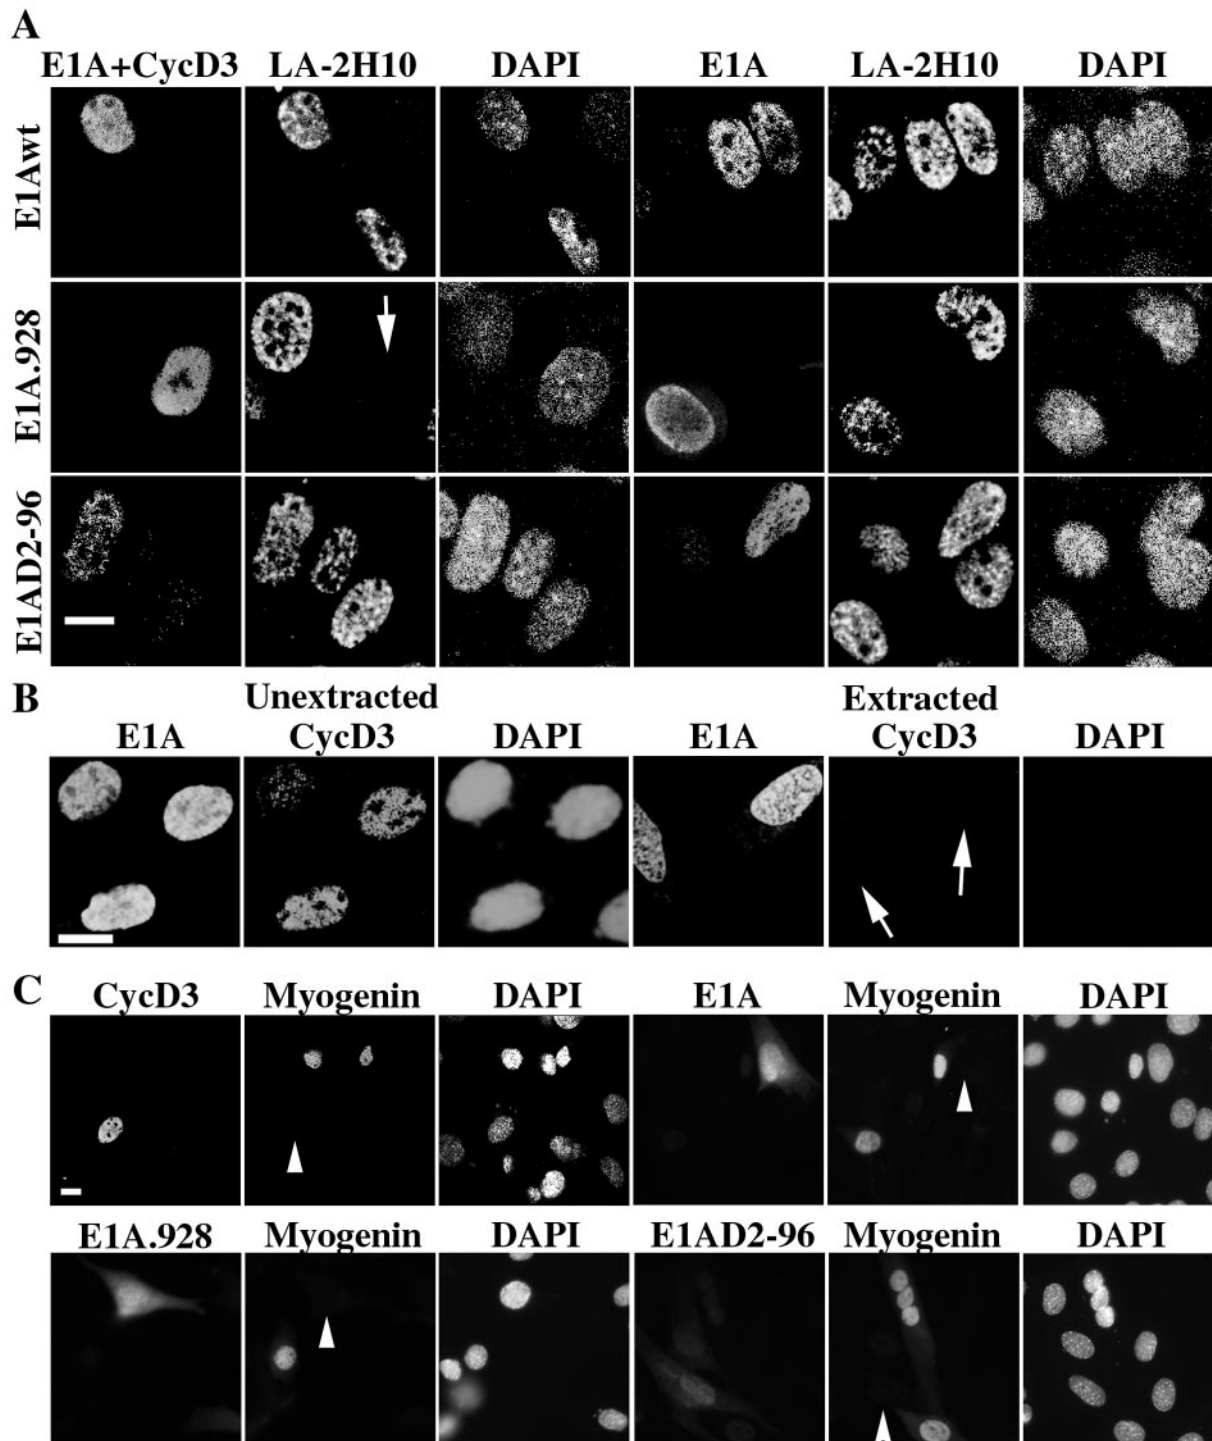 A
E1A+CycD3 LA-2H10 DAPI E1A LA-2H10 DAPI
E1Awt
E1A.928
E1AD2-96
B
Unextracted Extracted
E1A CycD3 DAPI E1A CycD3 DAPI
C
CycD3 Myogenin DAPI E1A Myogenin DAPI
E1A.928 Myogenin DAPI E1AD2-96 Myogenin DAPI